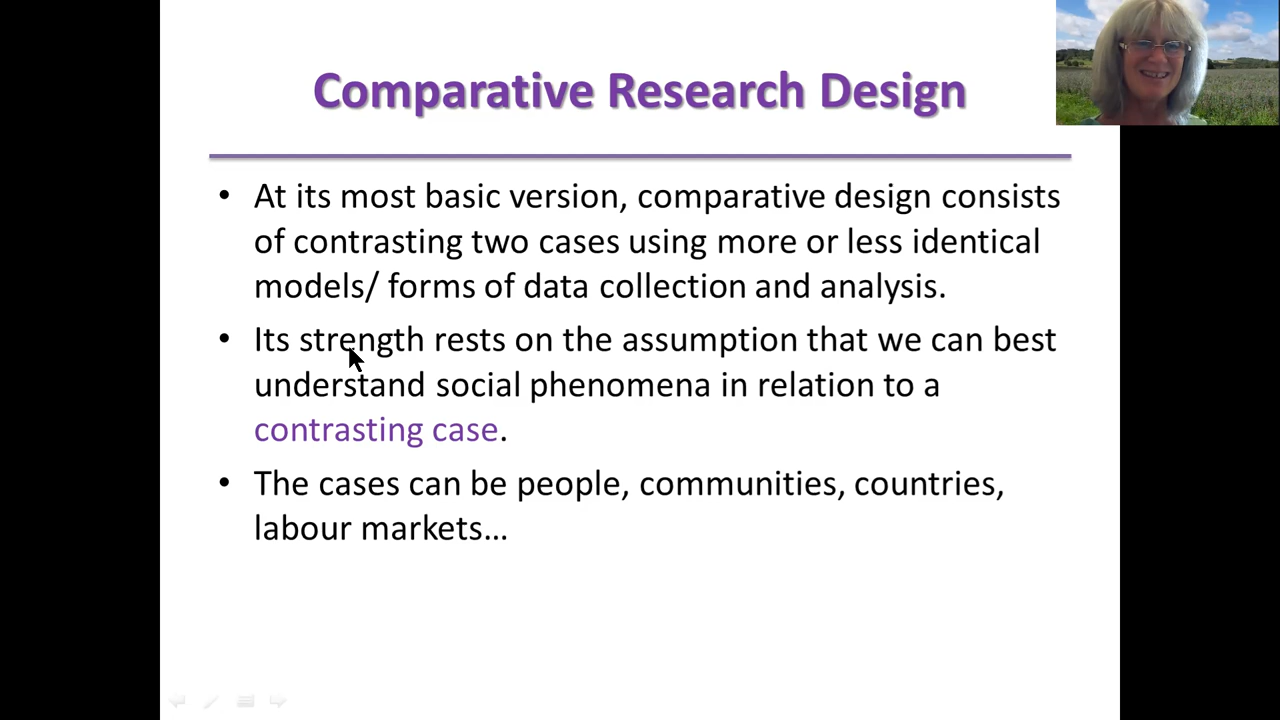 Comparative Research Design
• At its most basic version, comparative design consists
of contrasting two cases using more or less identical
models/ forms of data collection and analysis.
• Its strength rests on the assumption that we can best
understand social phenomena in relation to a
contrasting case.
• The cases can be people, communities, countries,
labour markets…